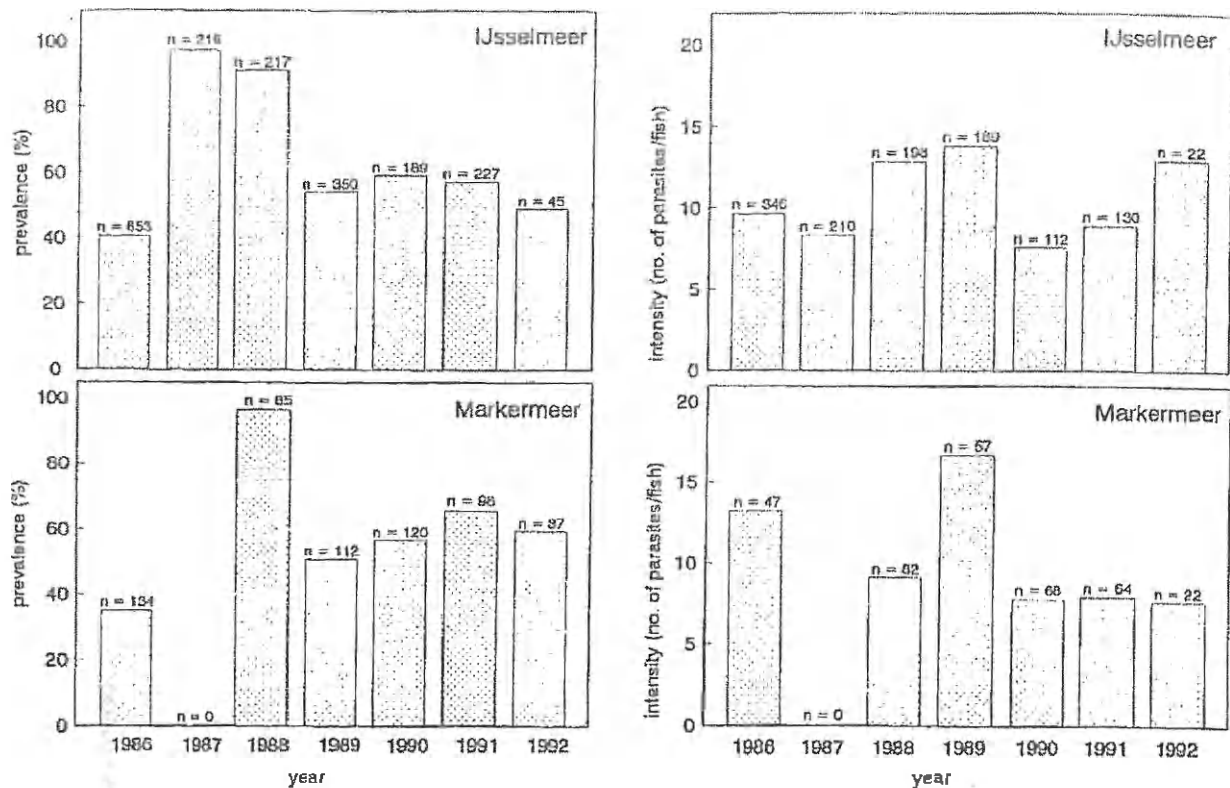 IJsselmeer
prevalence (%)
100
80
60
40
20
0
n = 653
n = 216
n = 217
n = 350
n = 189
n = 227
n = 45
IJsselmeer
intensity (no. of parasites/fish)
20
15
10
5
0
n = 346
n = 210
n = 198
n = 189
n = 112
n = 130
n = 22
Markermeer
prevalence (%)
100
80
60
40
20
0
n = 134
n = 0
n = 85
n = 112
n = 120
n = 98
n = 37
1986 1987 1988 1989 1990 1991 1992
year
Markermeer
intensity (no. of parasites/fish)
20
15
10
5
0
n = 47
n = 0
n = 82
n = 57
n = 68
n = 64
n = 22
1986 1987 1988 1989 1990 1991 1992
year